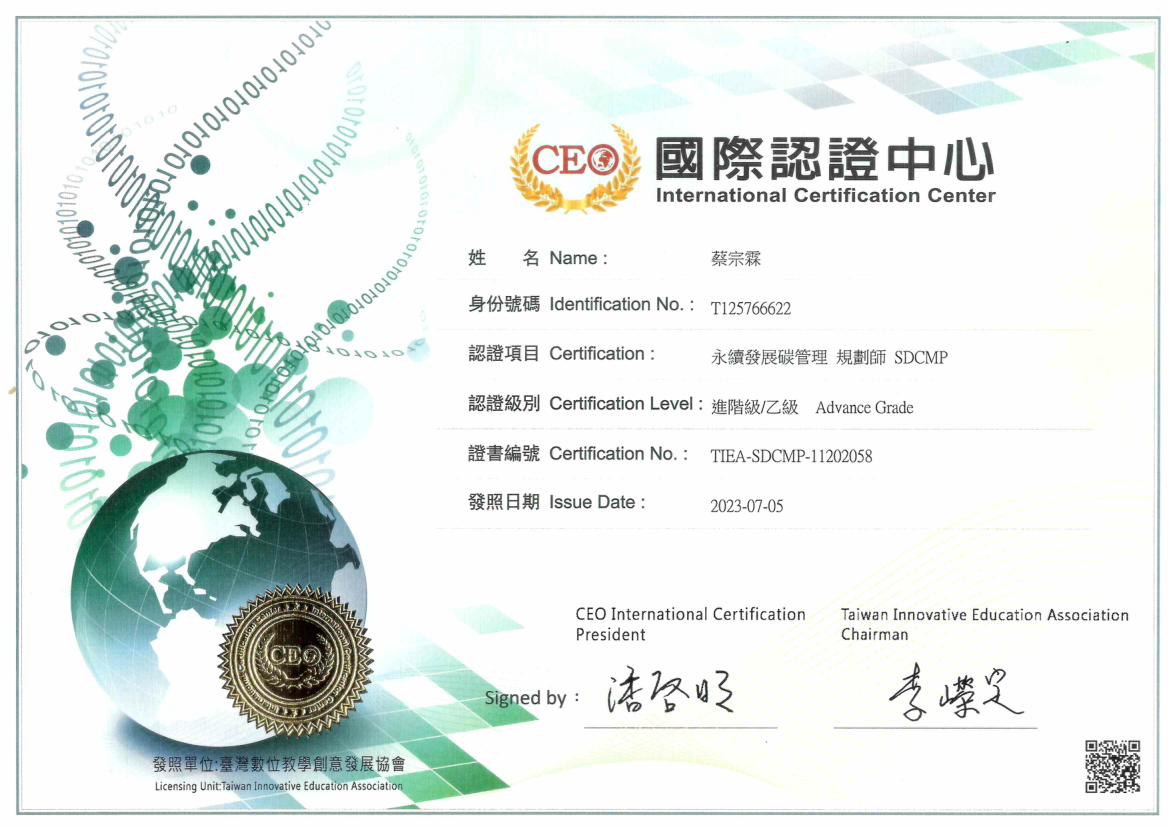 CEO 國際認證中心
International Certification Center
姓 名 Name : 蔡宗霖
身份號碼 Identification No. : T125766622
認證項目 Certification : 永續發展碳管理 規劃師 SDCMP
認證級別 Certification Level : 進階級/乙級 Advance Grade
證書編號 Certification No. : TIEA-SDCMP-11202058
發照日期 Issue Date : 2023-07-05
CEO International Certification
President
Taiwan Innovative Education Association
Chairman
Signed by : 潘啓明
CEO
發照單位:臺灣數位教學創意發展協會
Licensing Unit:Taiwan Innovative Education Association